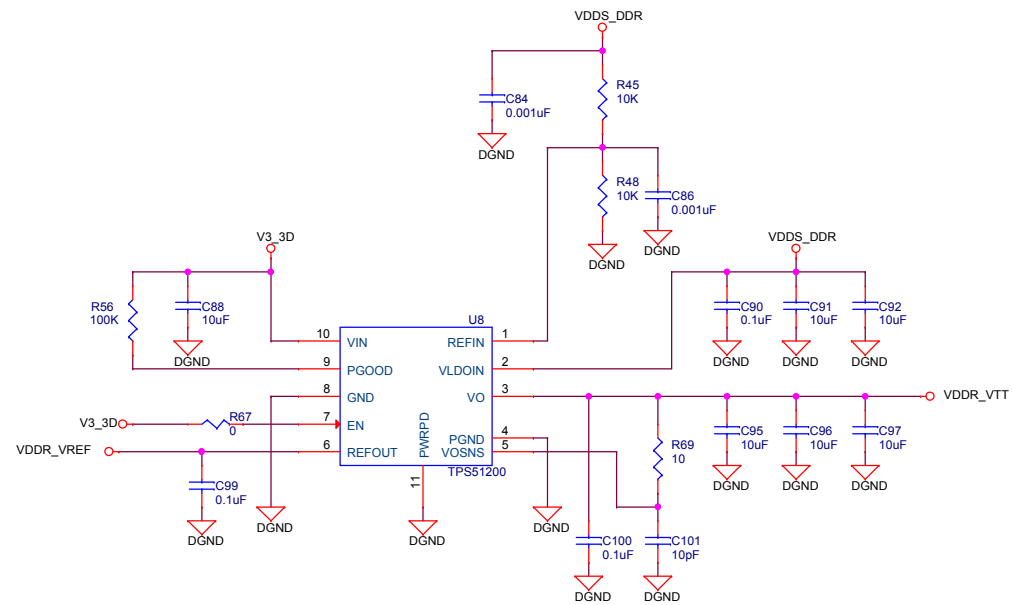 VDDS_DDR
R45
10K
C84
0.001uF
DGND
R48
10K
C86
0.001uF
DGND
DGND
V3_3D
VDDS_DDR
R56
100K
C88
10uF
DGND
C90
0.1uF
C91
10uF
C92
10uF
DGND
DGND
DGND
U8
10
VIN
REFIN
1
9
PGOOD
VLDOIN
2
8
GND
VO
3
VDDR_VTT
V3_3D
R67
0
7
EN
PGND
4
VDDR_VREF
6
REFOUT
VOSNS
5
PWRPD
11
TPS51200
R69
10
C95
10uF
C96
10uF
C97
10uF
DGND
DGND
DGND
C99
0.1uF
DGND
DGND
DGND
DGND
C100
0.1uF
C101
10pF
DGND
DGND